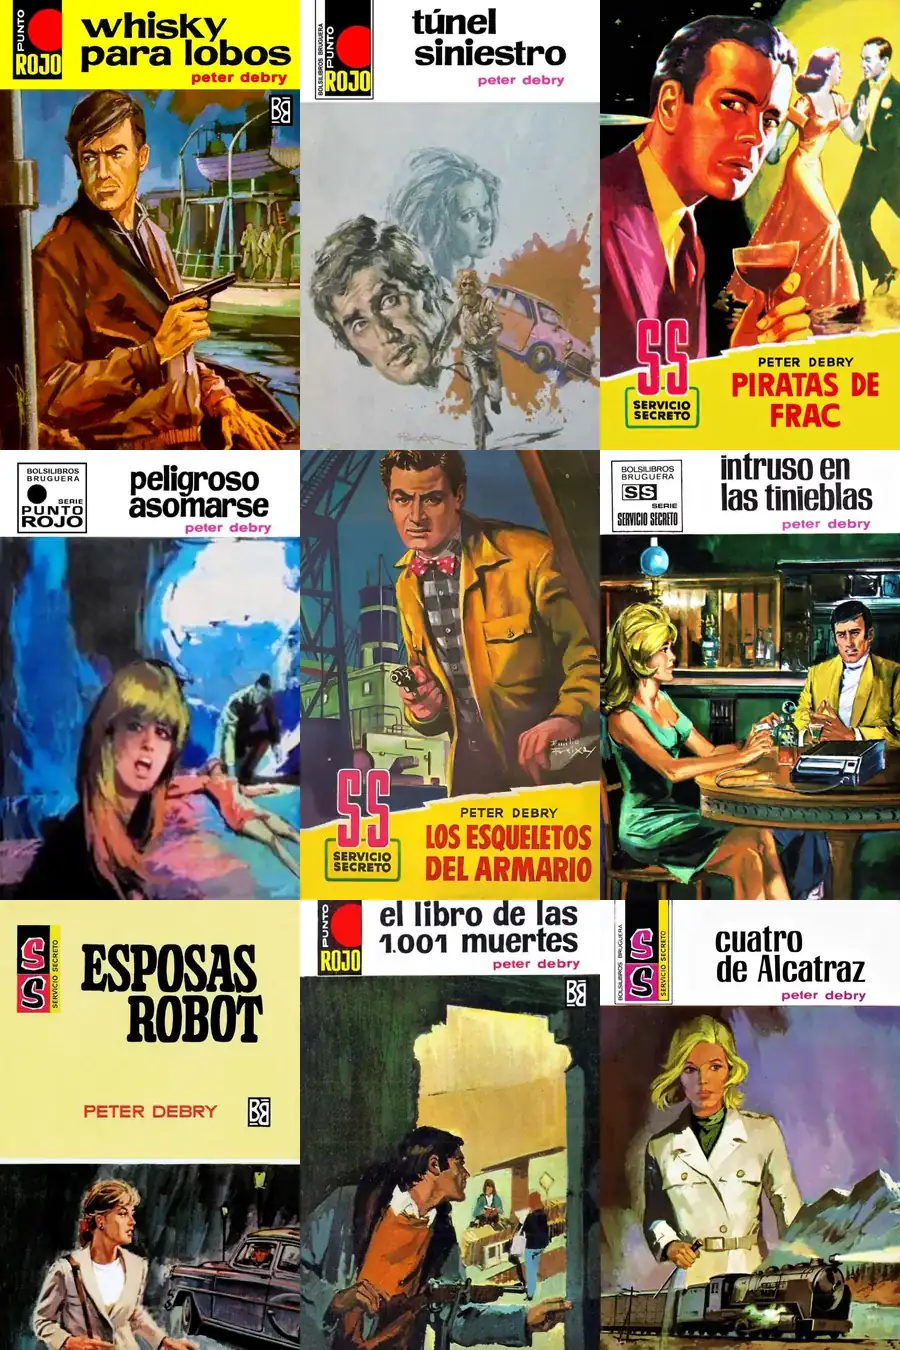 PUNTO
ROJO
whisky
para lobos
peter debry
BB
BOLSILIBROS BRUGUERA
PUNTO
ROJO
túnel
siniestro
peter debry
SS
SERVICIO
SECRETO
PETER DEBRY
PIRATAS DE
FRAC
BOLSILIBROS
BRUGUERA
SERIE
PUNTO
ROJO
peligroso
asomarse
peter debry
Emilio
Freixas
SS
SERVICIO
SECRETO
PETER DEBRY
LOS ESQUELETOS
DEL ARMARIO
BOLSILIBROS
BRUGUERA
SS
SERIE
SERVICIO SECRETO
intruso en
las tinieblas
peter debry
SS
SERVICIO SECRETO
ESPOSAS
ROBOT
PETER DEBRY
BB
PUNTO
ROJO
el libro de las
1.001 muertes
peter debry
BB
BOLSILIBROS BRUGUERA
SS
SERVICIO SECRETO
cuatro
de Alcatraz
peter debry